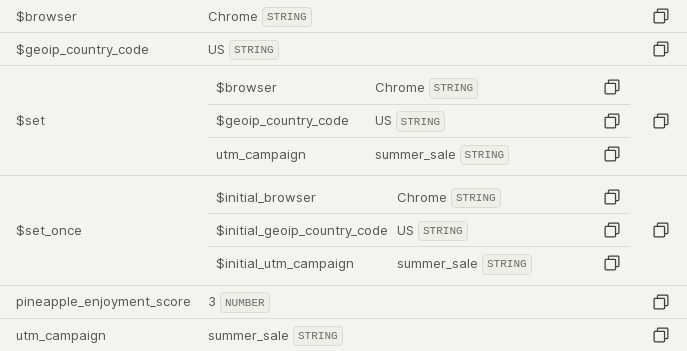 $browser Chrome STRING
$geoip_country_code US STRING
$set
$browser Chrome STRING
$geoip_country_code US STRING
utm_campaign summer_sale STRING
$set_once
$initial_browser Chrome STRING
$initial_geoip_country_code US STRING
$initial_utm_campaign summer_sale STRING
pineapple_enjoyment_score 3 NUMBER
utm_campaign summer_sale STRING